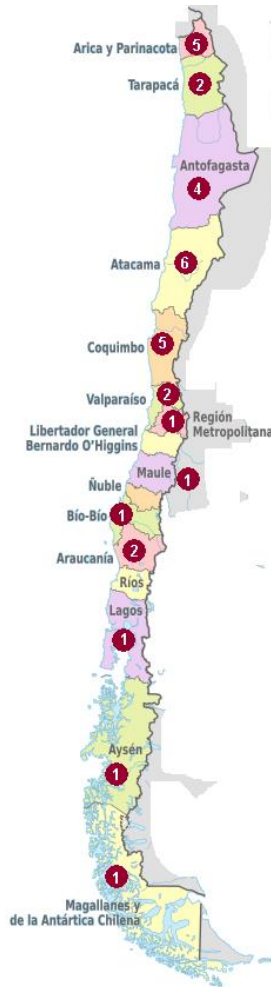 Arica y Parinacota
5
Tarapacá
2
Antofagasta
4
Atacama
6
Coquimbo
5
Valparaíso
2
Región
Metropolitana
1
Libertador General
Bernardo O'Higgins
Maule
1
Ñuble
Bío-Bío
1
Araucanía
2
Ríos
Lagos
1
Aysén
1
1
Magallanes y
de la Antártica Chilena